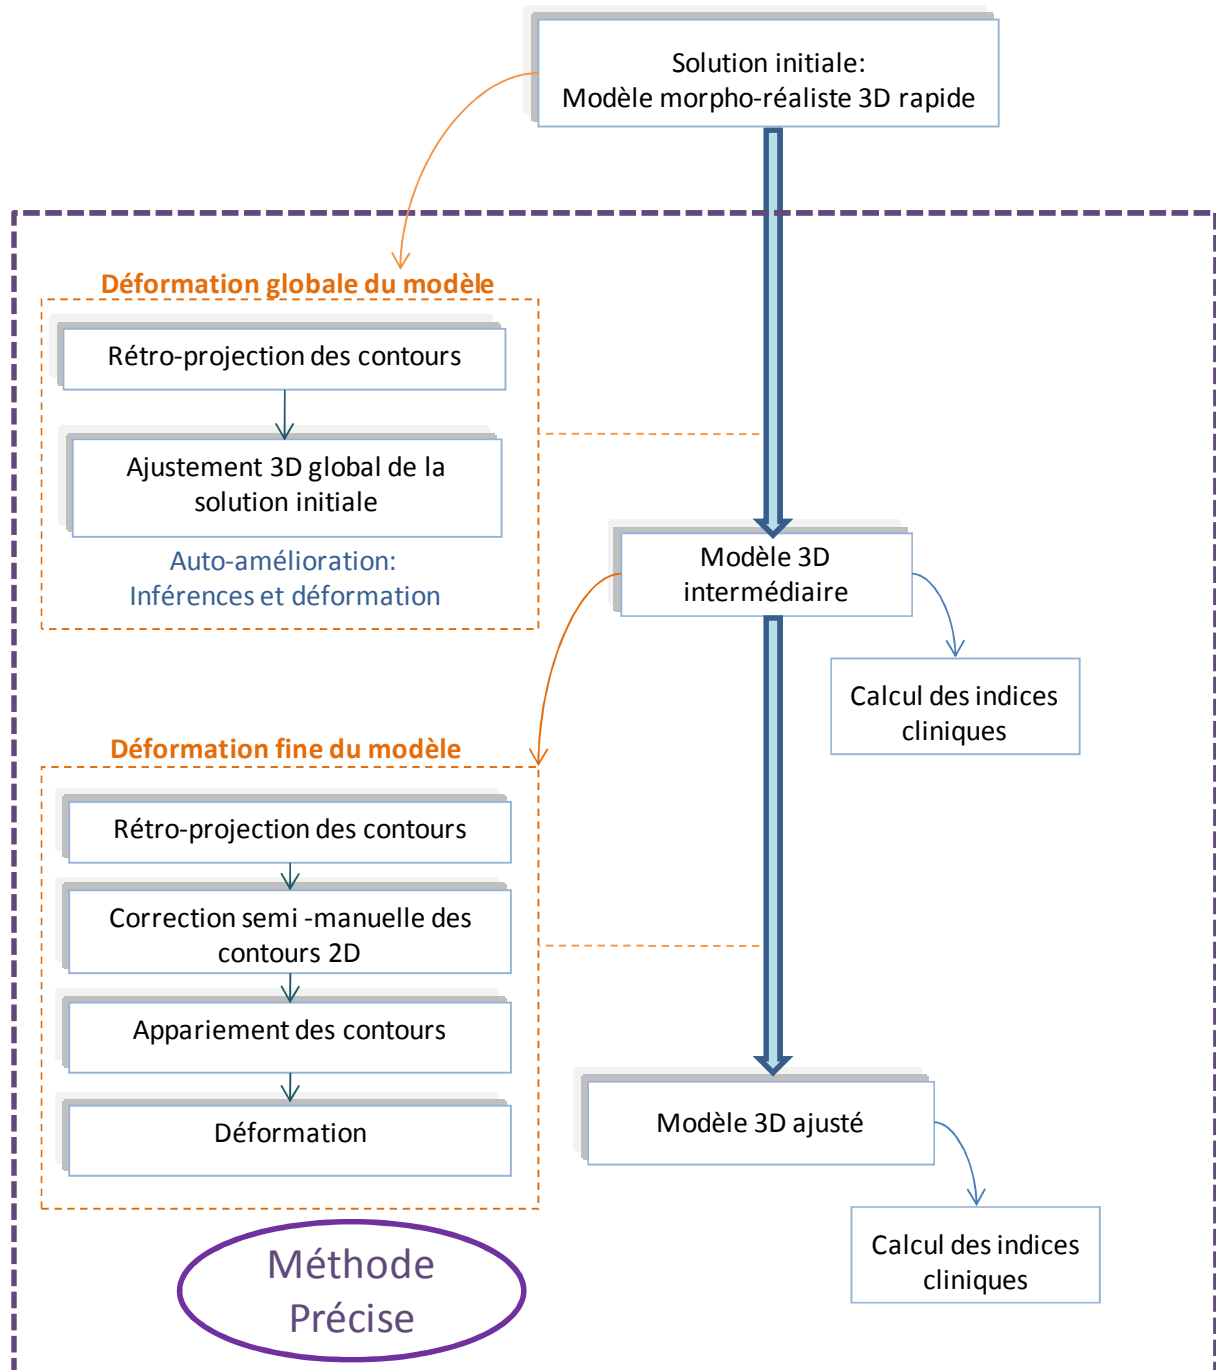 Solution initiale:
Modèle morpho-réaliste 3D rapide
Déformation globale du modèle
Rétro-projection des contours
Ajustement 3D global de la
solution initiale
Auto-amélioration:
Inférences et déformation
Modèle 3D
intermédiaire
Calcul des indices
cliniques
Déformation fine du modèle
Rétro-projection des contours
Correction semi -manuelle des
contours 2D
Appariement des contours
Déformation
Modèle 3D ajusté
Calcul des indices
cliniques
Méthode
Précise